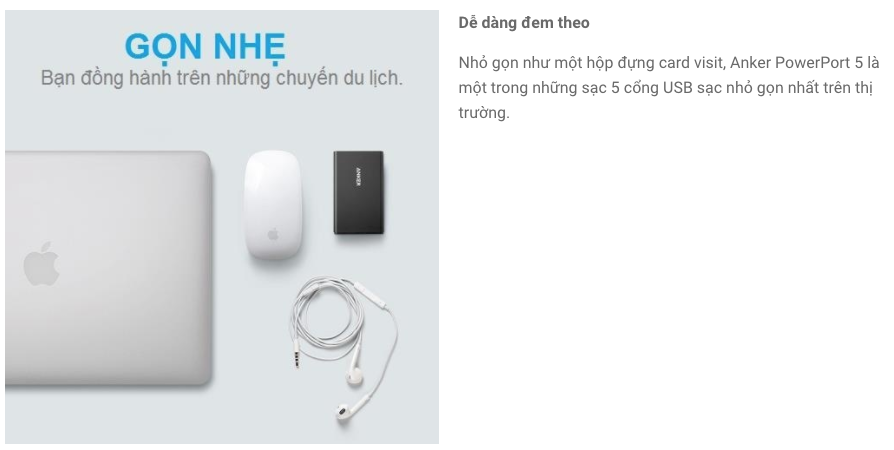 GỌN NHẸ
Bạn đồng hành trên những chuyến du lịch.
ANKER
Dễ dàng đem theo
Nhỏ gọn như một hộp đựng card visit, Anker PowerPort 5 là
một trong những sạc 5 cổng USB sạc nhỏ gọn nhất trên thị
trường.